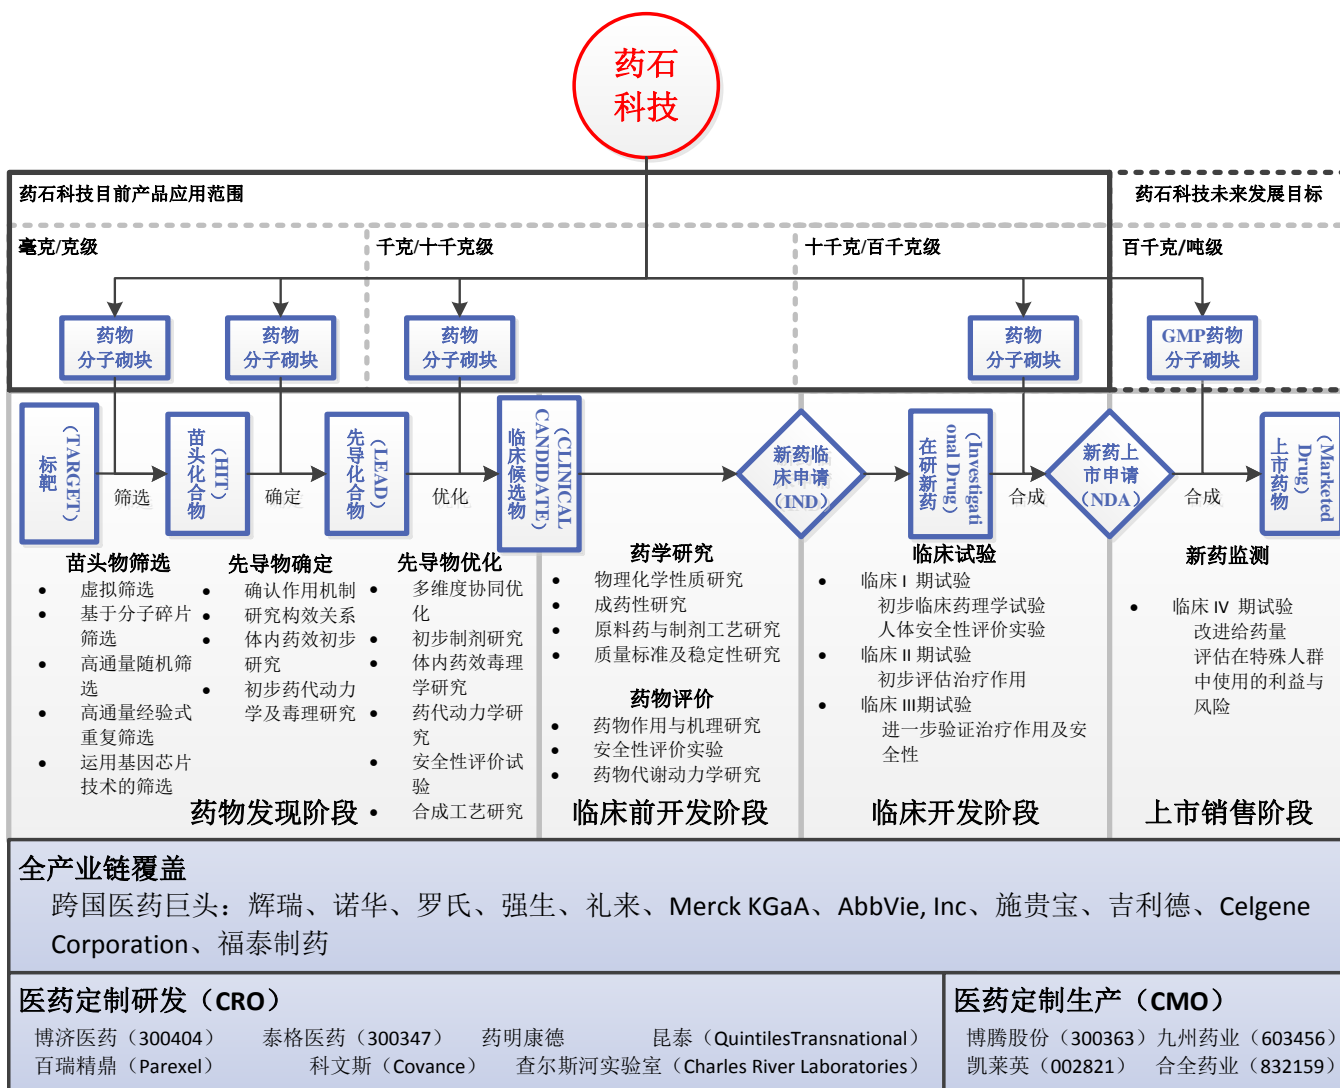 药石
科技
药石科技目前产品应用范围
药石科技未来发展目标
毫克/克级
千克/十千克级
十千克/百千克级
百千克/吨级
药物
分子砌块
药物
分子砌块
药物
分子砌块
药物
分子砌块
GMP药物
分子砌块
标靶
（TARGET）
筛选
苗头化合物
（HIT）
确定
先导化合物
（LEAD）
优化
临床候选物
（CLINICAL
CANDIDATE）
新药临
床申请
（IND）
在研新药
（Investigati
onal Drug）
合成
新药上
市申请
（NDA）
合成
上市药物
（Marketed
Drug）
苗头物筛选
• 虚拟筛选
• 基于分子碎片
筛选
• 高通量随机筛
选
• 高通量经验式
重复筛选
• 运用基因芯片
技术的筛选
先导物确定
• 确认作用机制
• 研究构效关系
• 体内药效初步
研究
• 初步药代动力
学及毒理研究
先导物优化
• 多维度协同优
化
• 初步制剂研究
• 体内药效毒理
学研究
• 药代动力学研
究
• 安全性评价试
验
• 合成工艺研究
药物发现阶段
药学研究
• 物理化学性质研究
• 成药性研究
• 原料药与制剂工艺研究
• 质量标准及稳定性研究
药物评价
• 药物作用与机理研究
• 安全性评价实验
• 药物代谢动力学研究
临床前开发阶段
临床试验
• 临床 I 期试验
初步临床药理学试验
人体安全性评价实验
• 临床 II 期试验
初步评估治疗作用
• 临床 III期试验
进一步验证治疗作用及安
全性
临床开发阶段
新药监测
• 临床 IV 期试验
改进给药量
评估在特殊人群
中使用的利益与
风险
上市销售阶段
全产业链覆盖
跨国医药巨头：辉瑞、诺华、罗氏、强生、礼来、Merck KGaA、AbbVie, Inc、施贵宝、吉利德、Celgene
Corporation、福泰制药
医药定制研发（CRO）
博济医药（300404） 泰格医药（300347） 药明康德 昆泰（QuintilesTransnational）
百瑞精鼎（Parexel） 科文斯（Covance） 查尔斯河实验室（Charles River Laboratories）
医药定制生产（CMO）
博腾股份（300363） 九州药业（603456）
凯莱英（002821） 合全药业（832159）